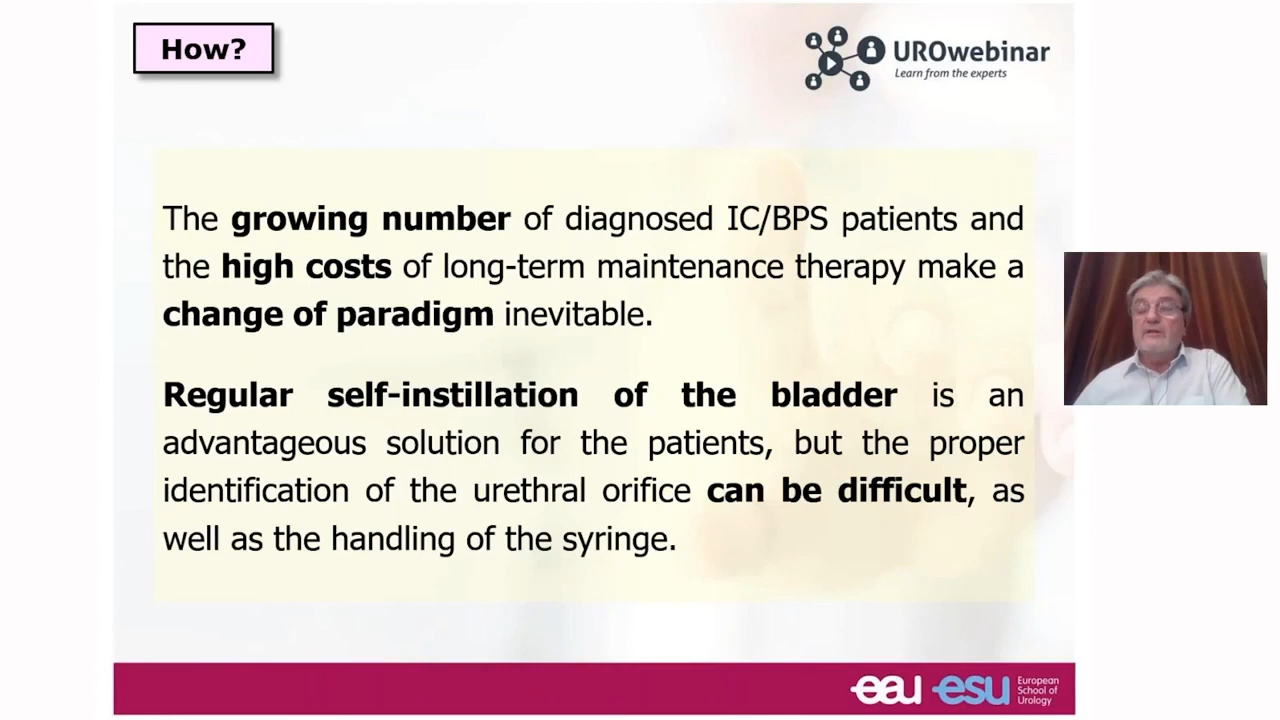 How?
UROwebinar
Learn from the experts
The growing number of diagnosed IC/BPS patients and
the high costs of long-term maintenance therapy make a
change of paradigm inevitable.
Regular self-instillation of the bladder is an
advantageous solution for the patients, but the proper
identification of the urethral orifice can be difficult, as
well as the handling of the syringe.
eau esu European
School of
Urology